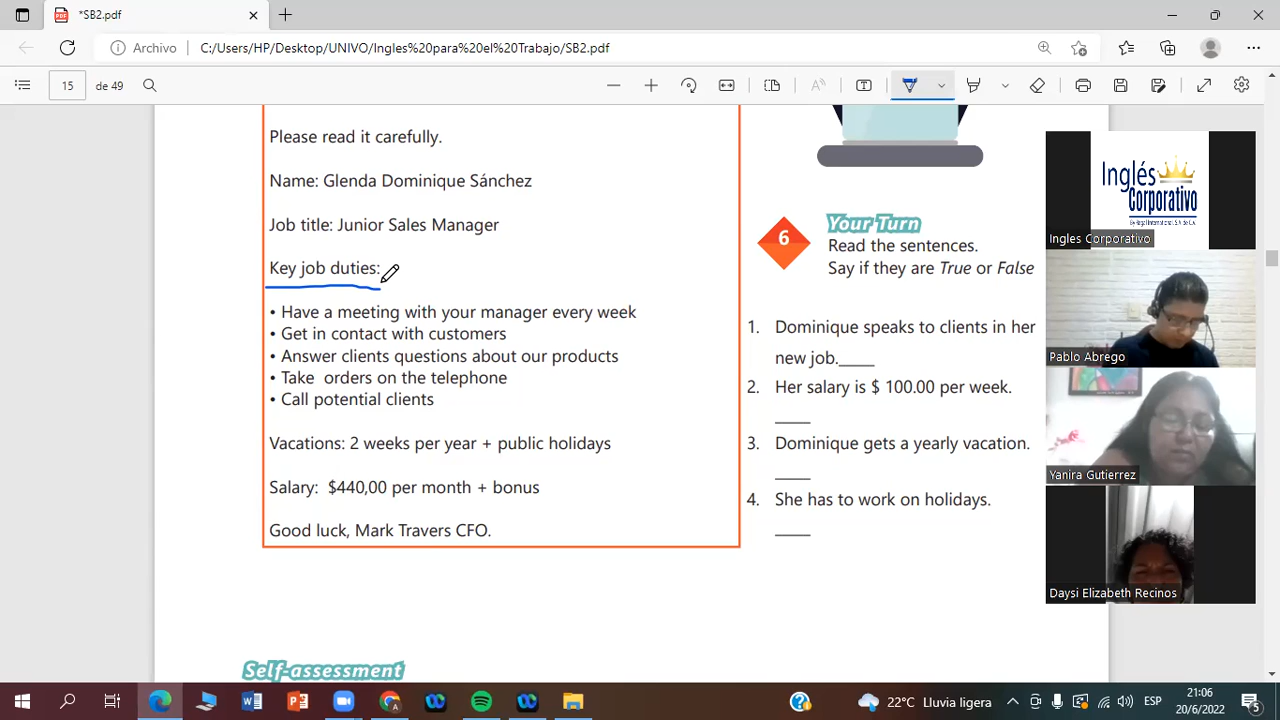 *SB2.pdf
Archivo
C:/Users/HP/Desktop/UNIVO/Ingles%20para%20el%20Trabajo/SB2.pdf
15
de 49
Please read it carefully.
Name: Glenda Dominique Sánchez
Job title: Junior Sales Manager
Key job duties:
• Have a meeting with your manager every week
• Get in contact with customers
• Answer clients questions about our products
• Take orders on the telephone
• Call potential clients
Vacations: 2 weeks per year + public holidays
Salary: $440,00 per month + bonus
Good luck, Mark Travers CFO.
Self-assessment
6
Your Turn
Read the sentences.
Say if they are True or False
1. Dominique speaks to clients in her
new job.____
2. Her salary is $ 100.00 per week.
____
3. Dominique gets a yearly vacation.
____
4. She has to work on holidays.
____
Inglés
Corporativo
Ingles Corporativo
Pablo Abrego
Yanira Gutierrez
Daysi Elizabeth Recinos
22°C Lluvia ligera
ESP
21:06
20/6/2022
5